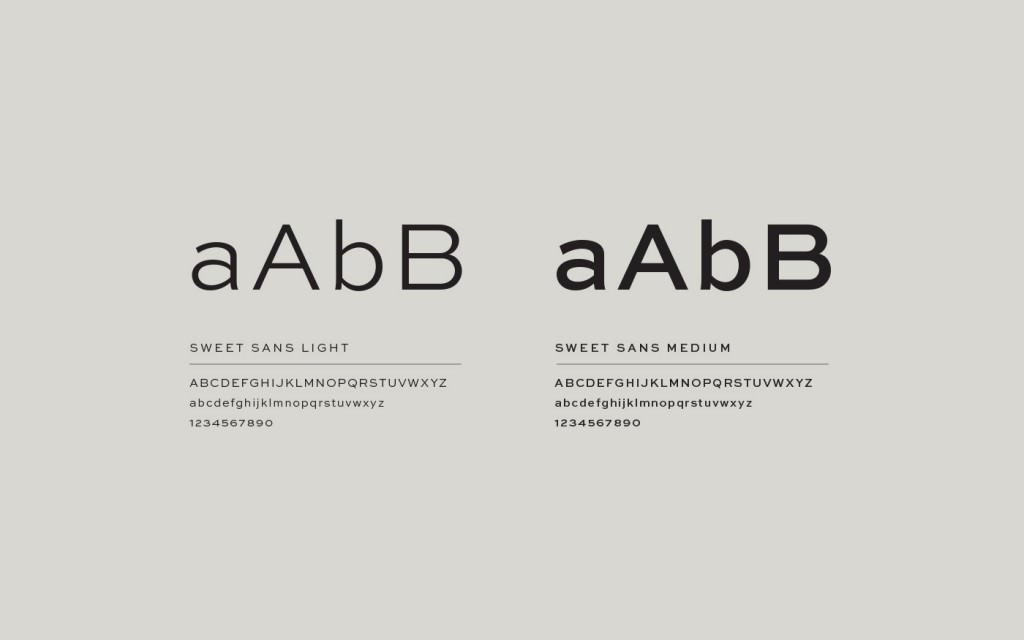 aAbB
SWEET SANS LIGHT
ABCDEFGHIJKLMNOPQRSTUVWXYZ
abcdefghijklmnopqrstuvwxyz
1234567890
aAbB
SWEET SANS MEDIUM
ABCDEFGHIJKLMNOPQRSTUVWXYZ
abcdefghijklmnopqrstuvwxyz
1234567890